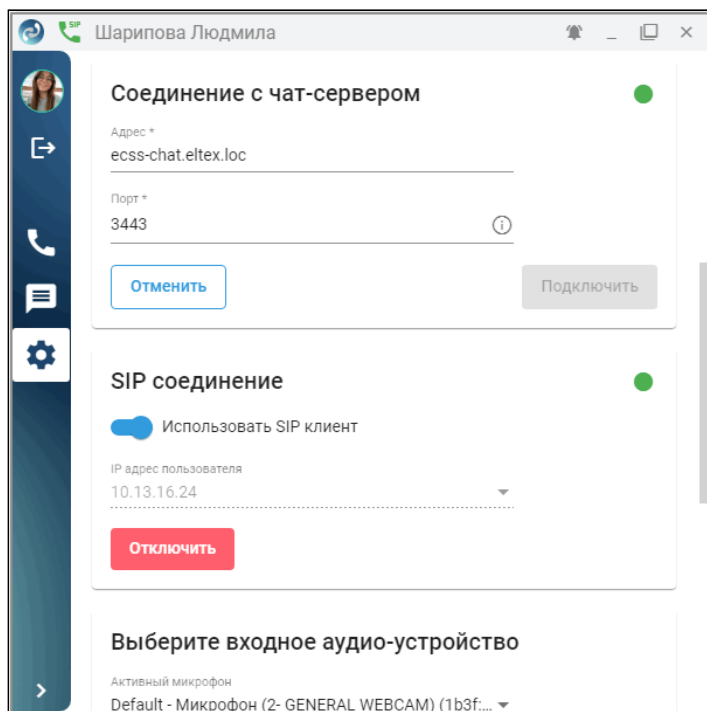 SIP
Шарипова Людмила
Соединение с чат-сервером
Адрес *
ecss-chat.eltex.loc
Порт *
3443
Отменить
Подключить
SIP соединение
Использовать SIP клиент
IP адрес пользователя
10.13.16.24
Отключить
Выберите входное аудио-устройство
Активный микрофон
Default - Микрофон (2- GENERAL WEBCAM) (1b3f:...